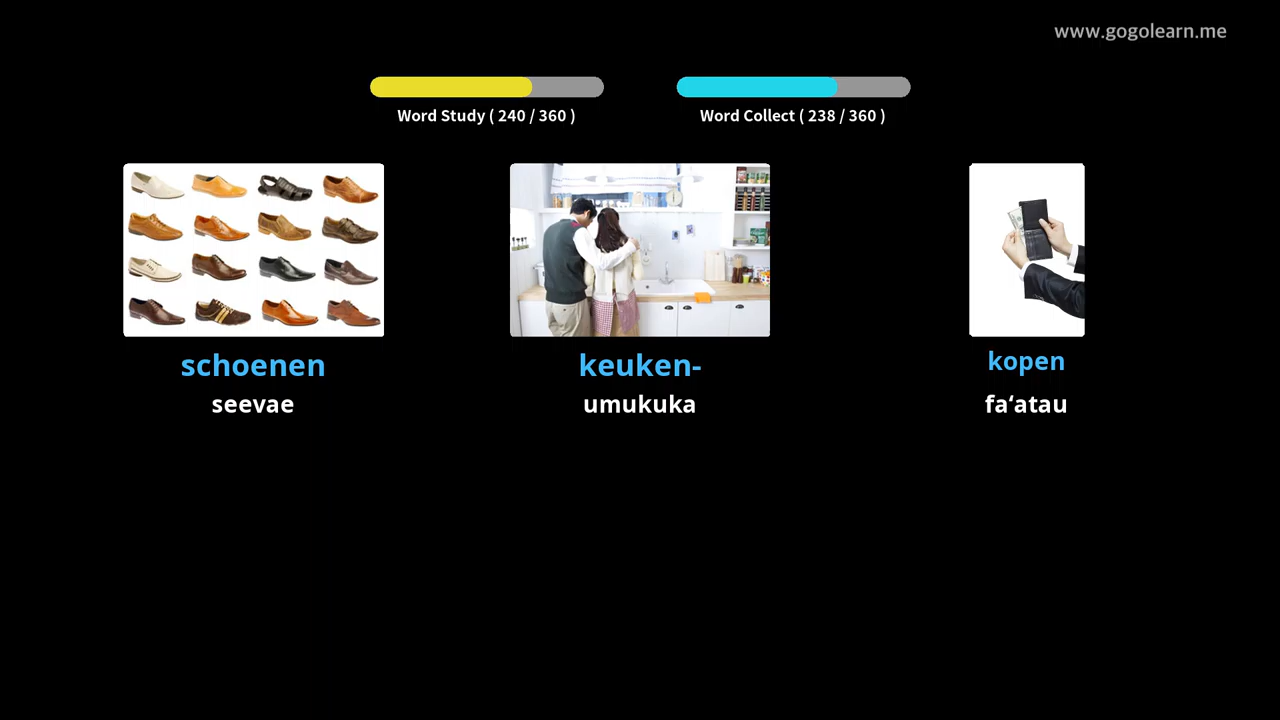 www.gogolearn.me
Word Study ( 240 / 360 )
Word Collect ( 238 / 360 )
schoenen
keuken-
kopen
seevae
umukuka
fa‘atau